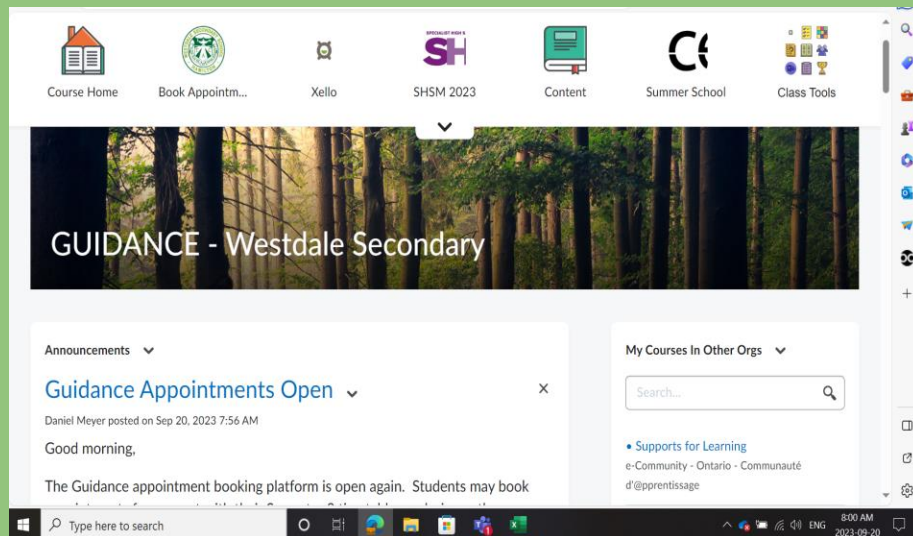 Course Home
Book Appointm...
Xello
SPECIALIST HIGH S
SH
SHSM 2023
Content
Summer School
Class Tools
GUIDANCE - Westdale Secondary
Announcements
Guidance Appointments Open
Daniel Meyer posted on Sep 20, 2023 7:56 AM
Good morning,
The Guidance appointment booking platform is open again. Students may book
My Courses In Other Orgs
Search...
• Supports for Learning
e-Community - Ontario - Communauté
d'@pprentissage
Type here to search
ENG
8:00 AM
2023-09-20